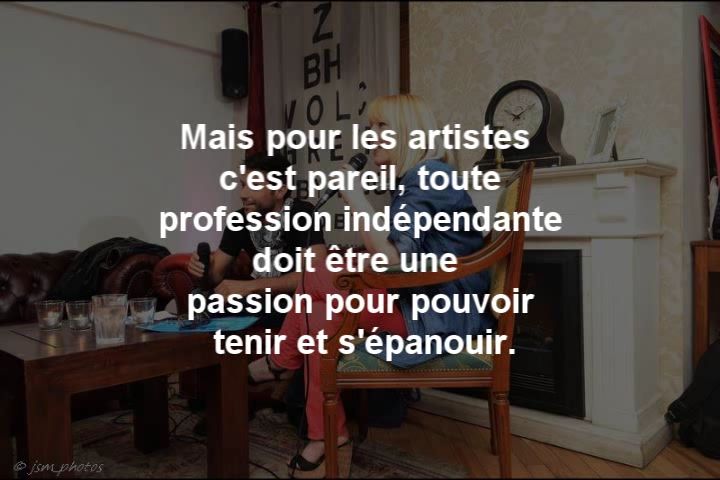 Z
BH
VOLC
Mais pour les artistes
c'est pareil, toute
profession indépendante
doit être une
passion pour pouvoir
tenir et s'épanouir.
© jsm_photos